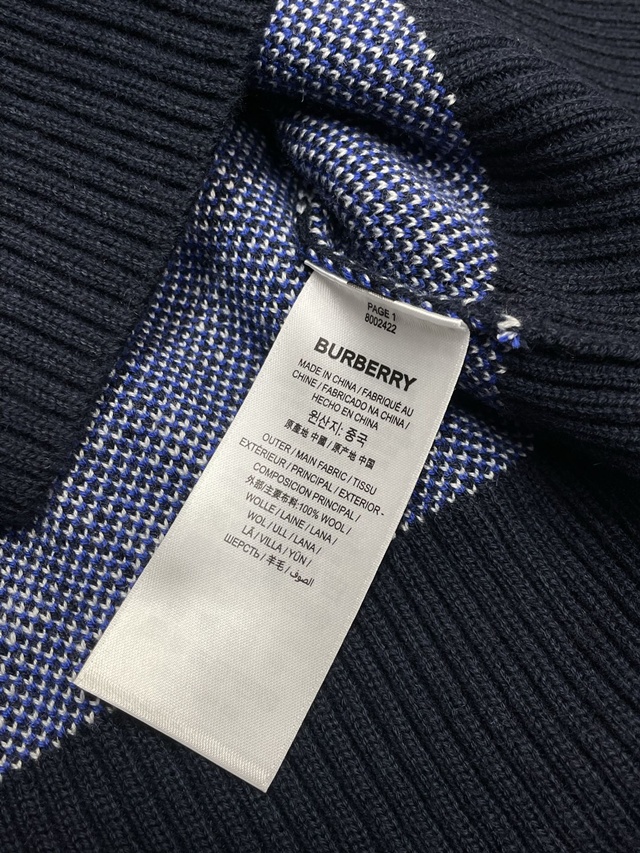 PAGE 1
8002422
BURBERRY
MADE IN CHINA / FABRIQUÉ AU
CHINE / FABRICADO NA CHINA /
HECHO EN CHINA
원산지: 중국
原產地 中國 / 原产地 中国
OUTER / MAIN FABRIC / TISSU
EXTÉRIEUR / PRINCIPAL / EXTERIOR -
COMPOSICION PRINCIPAL /
外部/主要布料:100% WOOL /
WOLLE / LAINE / LANA /
WOL / ULL / LANA /
LÃ / VILLA / YÜN /
ШЕРСТЬ / 羊毛 / الصوف